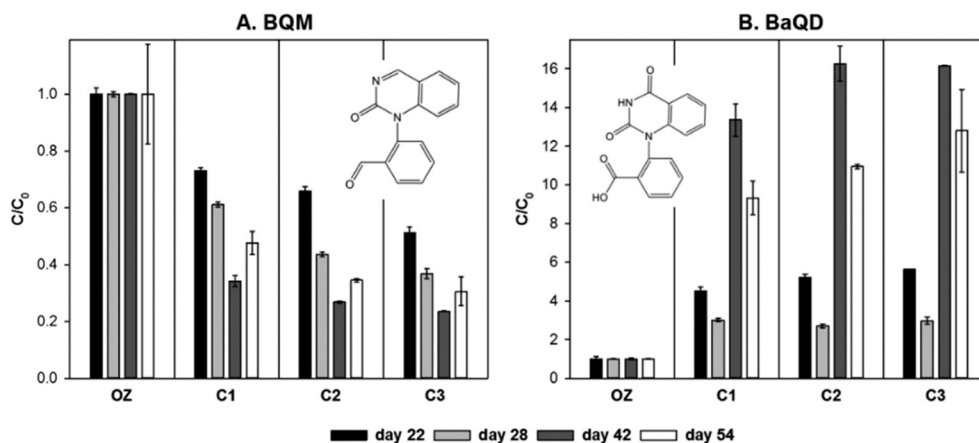 A. BQM
C/C0
1.0
0.8
0.6
0.4
0.2
0.0
N
O
N
O
OZ C1 C2 C3
B. BaQD
C/C0
16
14
12
10
8
6
4
2
0
O
HN
O
N
O
HO
OZ C1 C2 C3
day 22 day 28 day 42 day 54